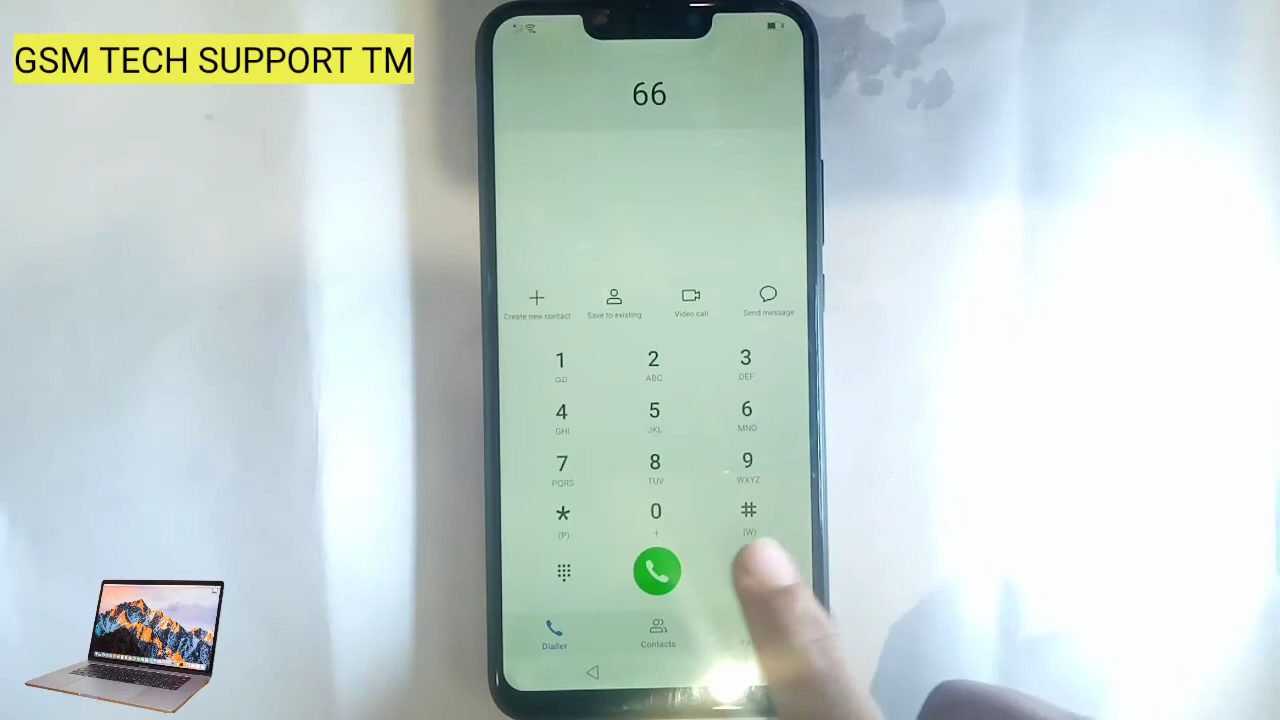 GSM TECH SUPPORT TM
66
Create new contact Save to existing Video call Send message
1 2 3
ABC DEF
4 5 6
GHI JKL MNO
7 8 9
PQRS TUV WXYZ
* 0 #
(P) + (W)
Dialler Contacts